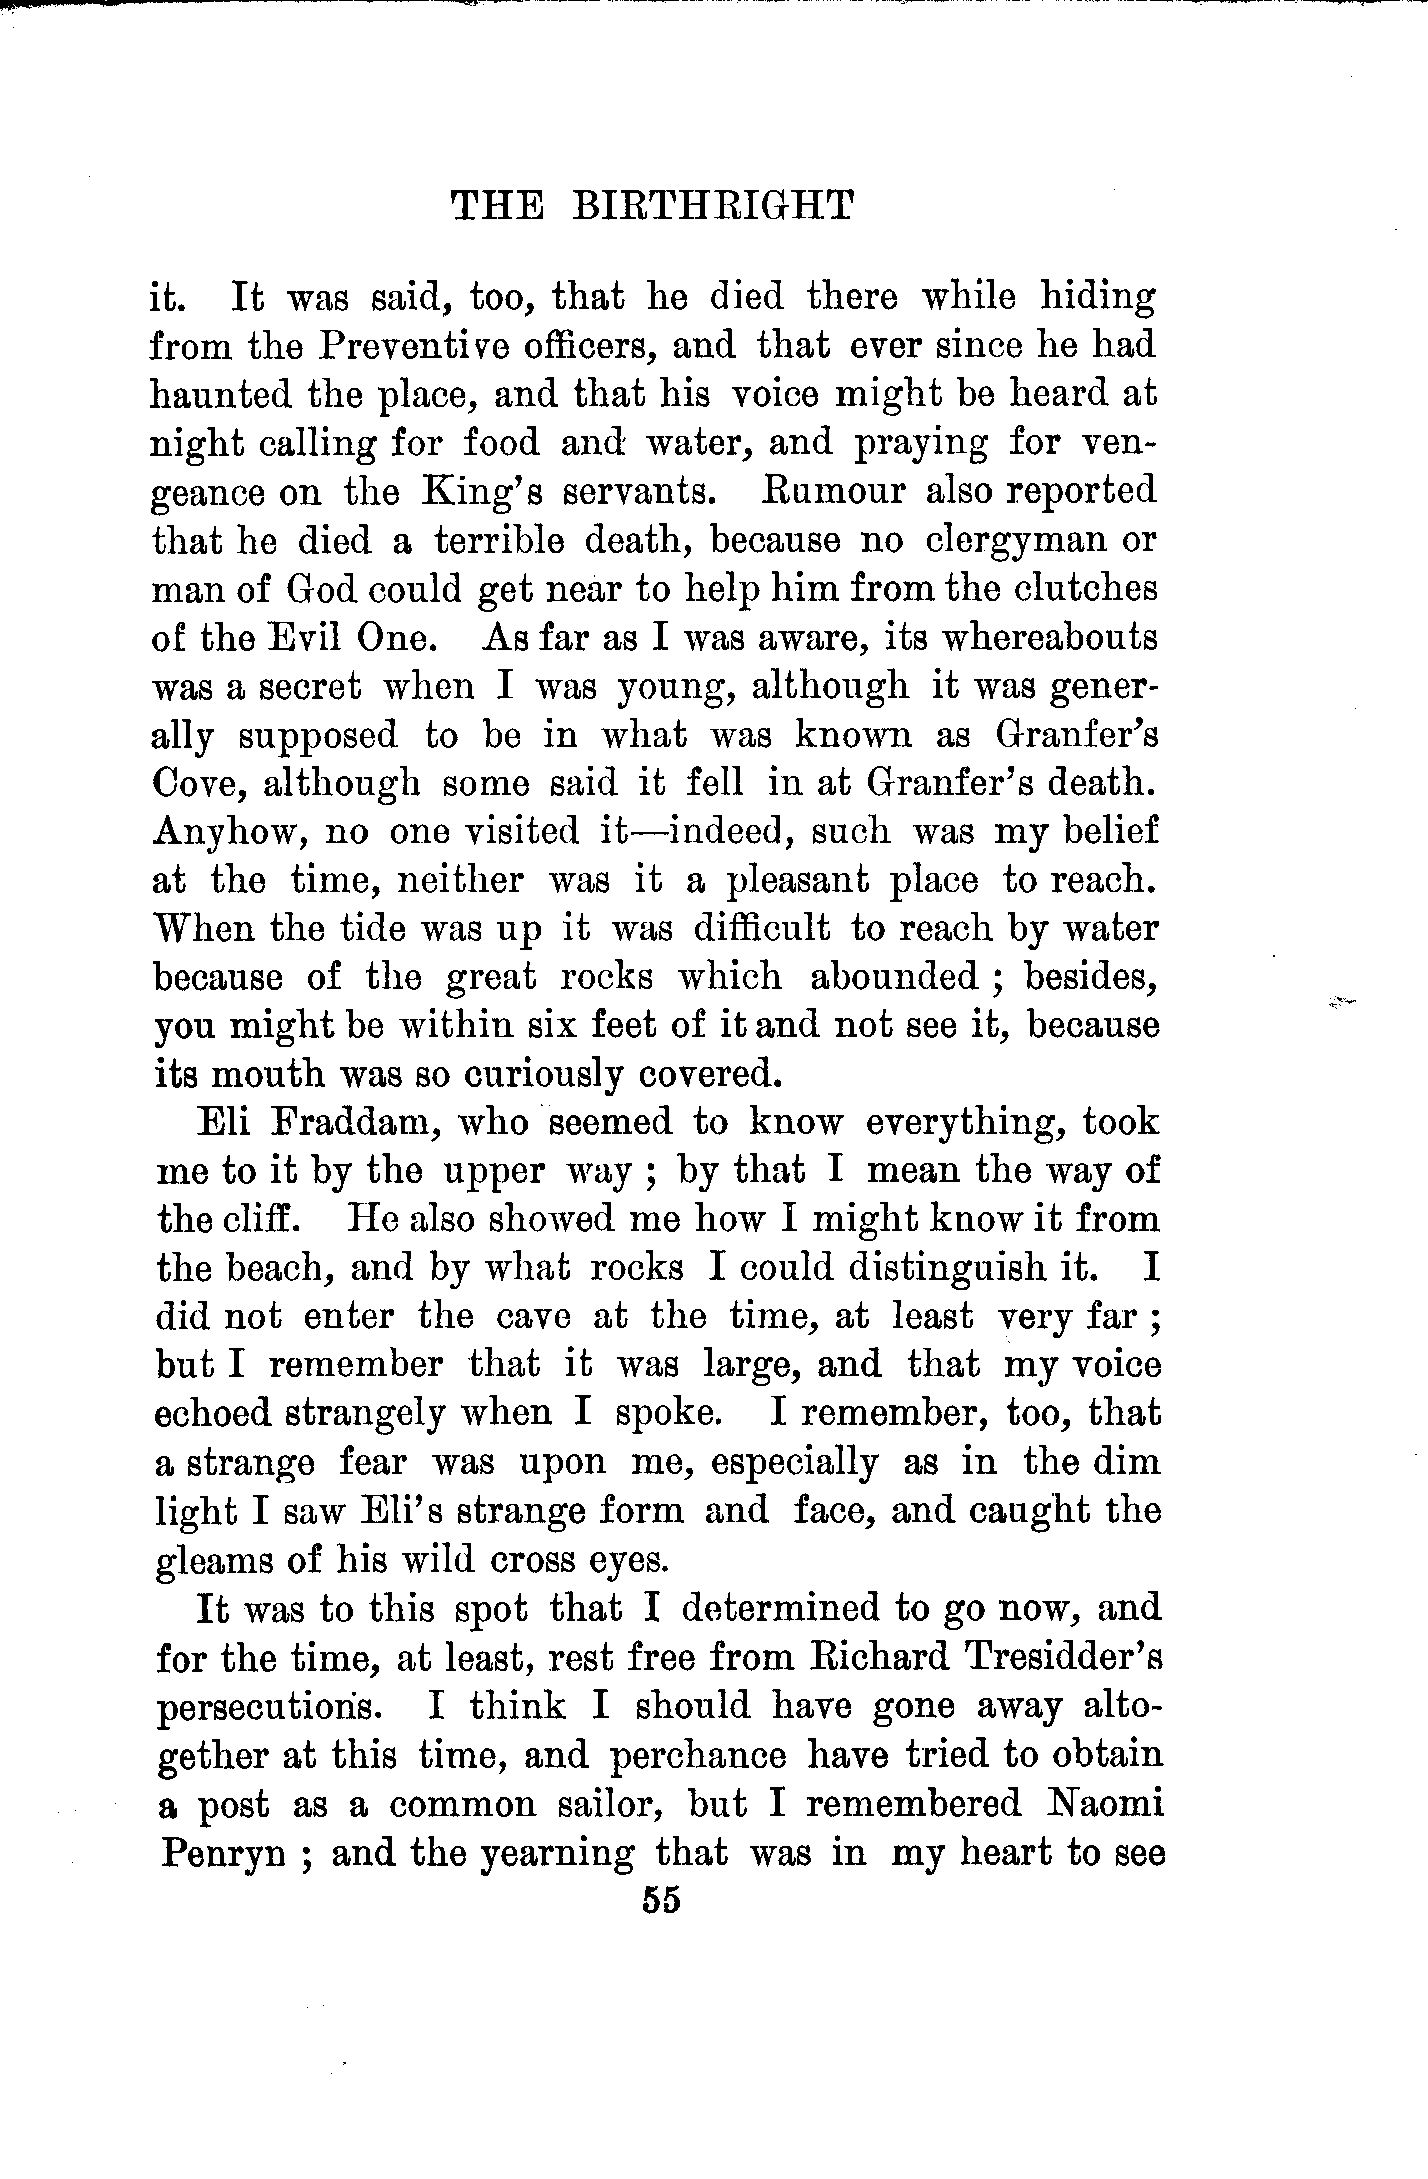 THE BIRTHRIGHT
it. It was said, too, that he died there while hiding
from the Preventive officers, and that ever since he had
haunted the place, and that his voice might be heard at
night calling for food and water, and praying for ven-
geance on the King's servants. Rumour also reported
that he died a terrible death, because no clergyman or
man of God could get near to help him from the clutches
of the Evil One. As far as I was aware, its whereabouts
was a secret when I was young, although it was gener-
ally supposed to be in what was known as Granfer's
Cove, although some said it fell in at Granfer's death.
Anyhow, no one visited it—indeed, such was my belief
at the time, neither was it a pleasant place to reach.
When the tide was up it was difficult to reach by water
because of the great rocks which abounded ; besides,
you might be within six feet of it and not see it, because
its mouth was so curiously covered.
Eli Fraddam, who seemed to know everything, took
me to it by the upper way ; by that I mean the way of
the cliff. He also showed me how I might know it from
the beach, and by what rocks I could distinguish it. I
did not enter the cave at the time, at least very far ;
but I remember that it was large, and that my voice
echoed strangely when I spoke. I remember, too, that
a strange fear was upon me, especially as in the dim
light I saw Eli's strange form and face, and caught the
gleams of his wild cross eyes.
It was to this spot that I determined to go now, and
for the time, at least, rest free from Richard Tresidder's
persecutions. I think I should have gone away alto-
gether at this time, and perchance have tried to obtain
a post as a common sailor, but I remembered Naomi
Penryn ; and the yearning that was in my heart to see
55